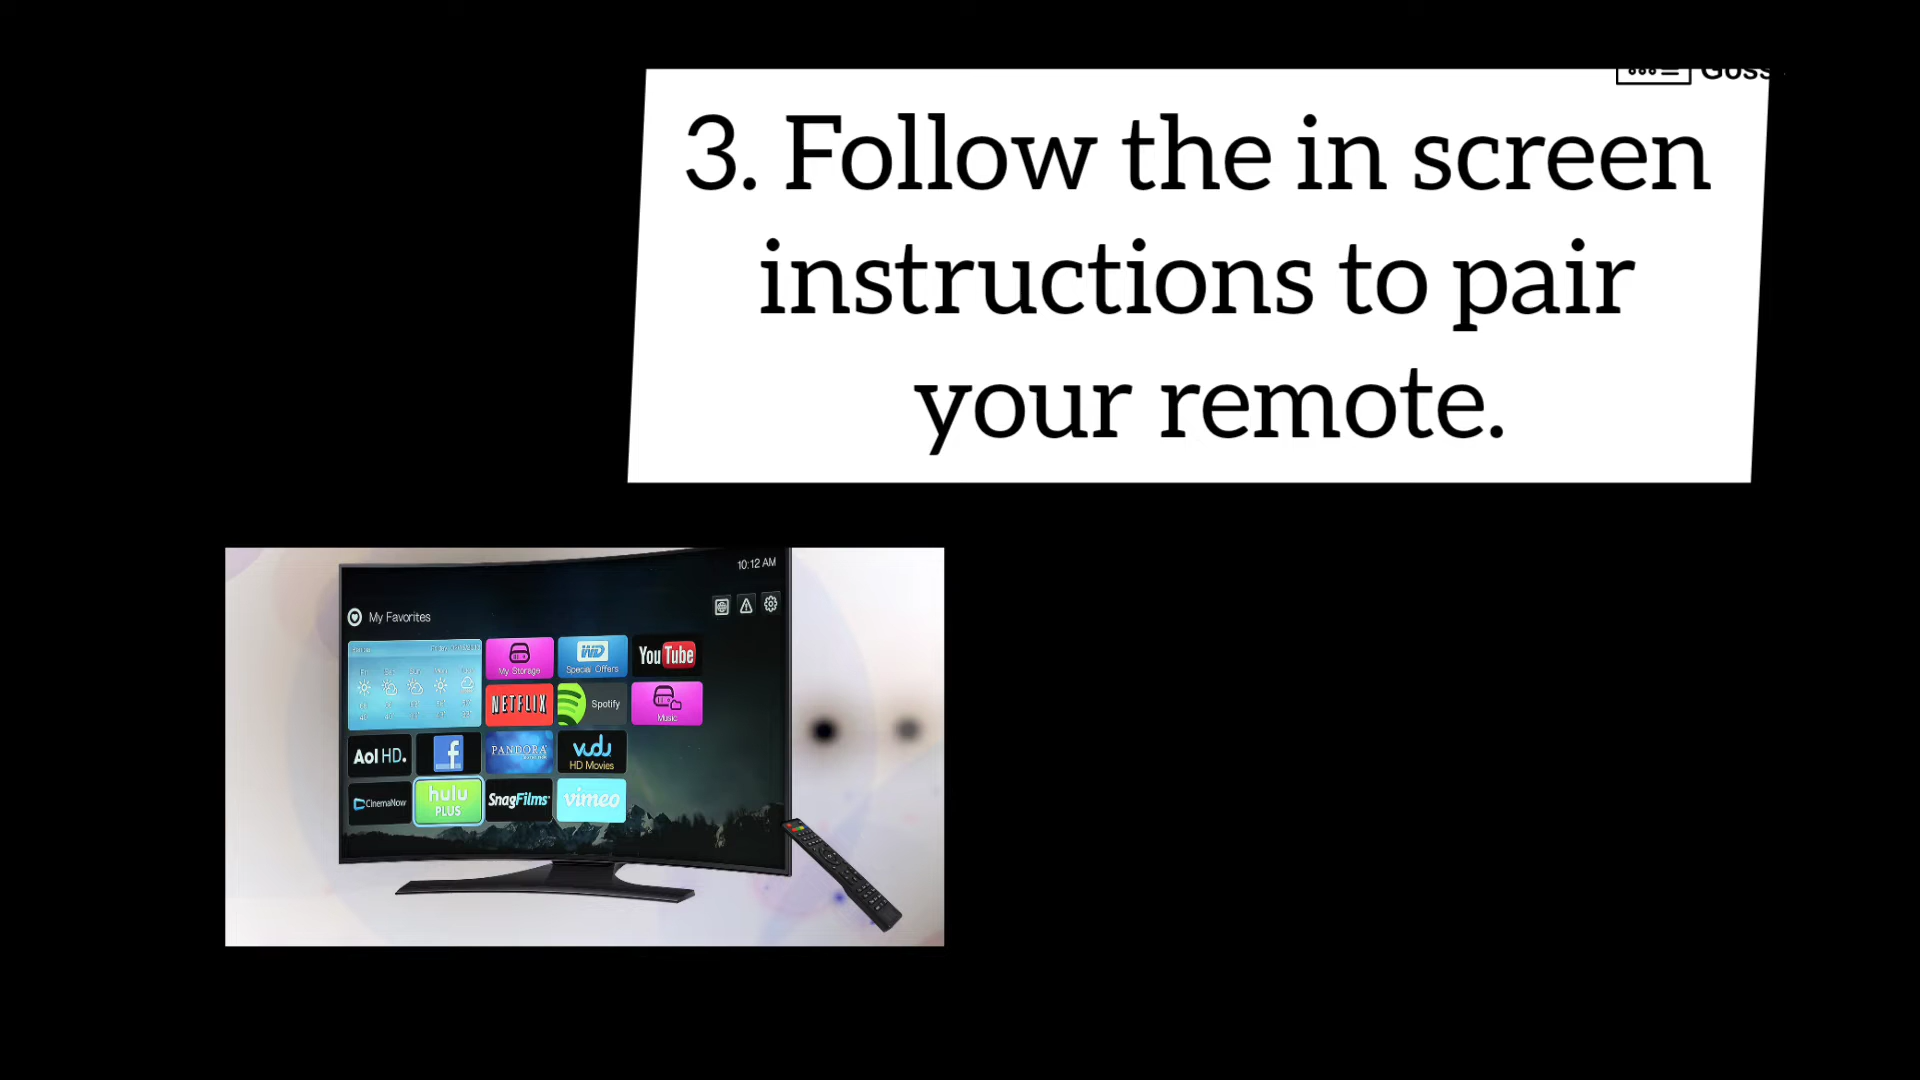 3. Follow the in screen
instructions to pair
your remote.
10:12 AM
My Favorites
My Storage
WD
Special Offers
YouTube
NETFLIX
Spotify
Music
Aol HD.
f
PANDORA
vudu
HD Movies
CinemaNow
hulu
PLUS
SnagFilms
vimeo